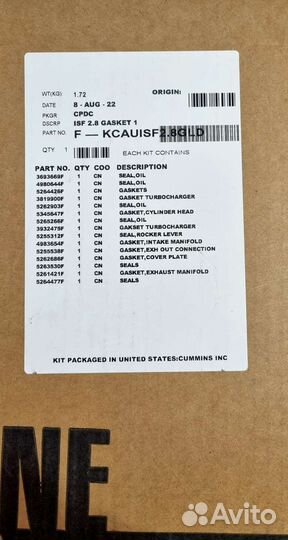 WT(KG) 1.72 ORIGIN:
DATE 8 - AUG - 22
PKGR CPDC
DSCRP ISF 2.8 GASKET 1
PART NO. F — KCAUISF2.8GLD
QTY 1 EACH KIT CONTAINS
PART NO. QTY COO DESCRIPTION
3693669F 1 CN SEAL,OIL
4980644F 1 CN SEAL,OIL
5264426F 1 CN GASKETS
3819900F 1 CN GASKET TURBOCHARGER
5262903F 1 CN SEAL,OIL
5345647F 1 CN GASKET,CYLINDER HEAD
5265266F 1 CN SEAL,OIL
3932475F 1 CN GAKSET TURBOCHARGER
5255312F 1 CN SEAL,ROCKER LEVER
4983654F 1 CN GASKET,INTAKE MANIFOLD
5250538F 1 CN GASKET,EXH OUT CONNECTION
5262686F 1 CN GASKET,COVER PLATE
5263530F 1 CN SEALS
5261421F 1 CN GASKET,EXHAUST MANIFOLD
5264477F 1 CN SEALS
KIT PACKAGED IN UNITED STATES:CUMMINS INC
NE
Avito